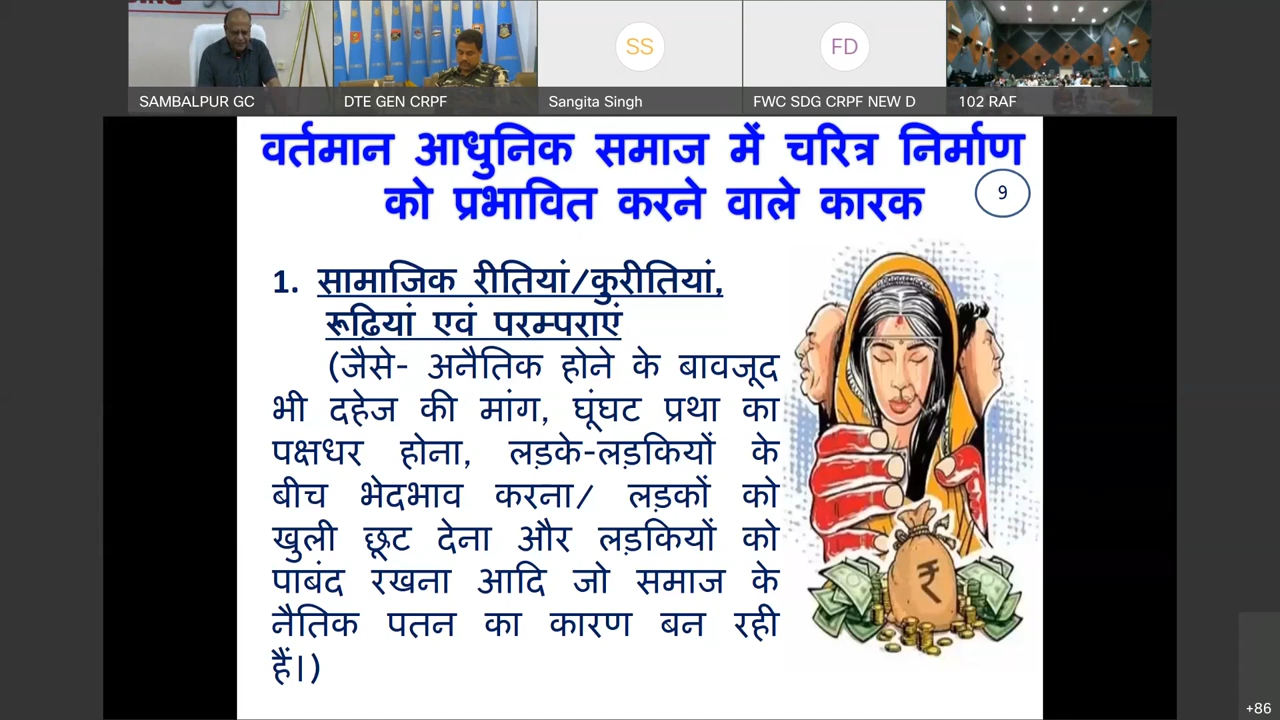 SAMBALPUR GC
DTE GEN CRPF
SS
Sangita Singh
FD
FWC SDG CRPF NEW D
102 RAF
वर्तमान आधुनिक समाज में चरित्र निर्माण
को प्रभावित करने वाले कारक
9
1. सामाजिक रीतियां/कुरीतियां,
रूढ़ियां एवं परम्पराएं
(जैसे- अनैतिक होने के बावजूद
भी दहेज की मांग, घूंघट प्रथा का
पक्षधर होना, लड़के-लड़कियों के
बीच भेदभाव करना/ लड़कों को
खुली छूट देना और लड़कियों को
पाबंद रखना आदि जो समाज के
नैतिक पतन का कारण बन रही
हैं।)
₹
+86